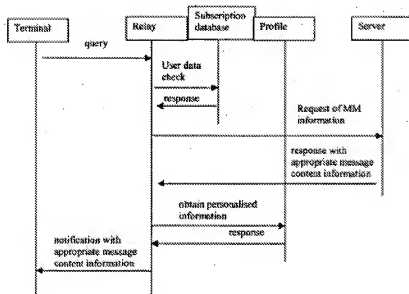 Subscription
database
Terminal
Relay
Profile
Server
query
User data
check
response
Request of MM
information
response with
appropriate message
content information
obtain personalised
information
response
notification with
appropriate message
content information